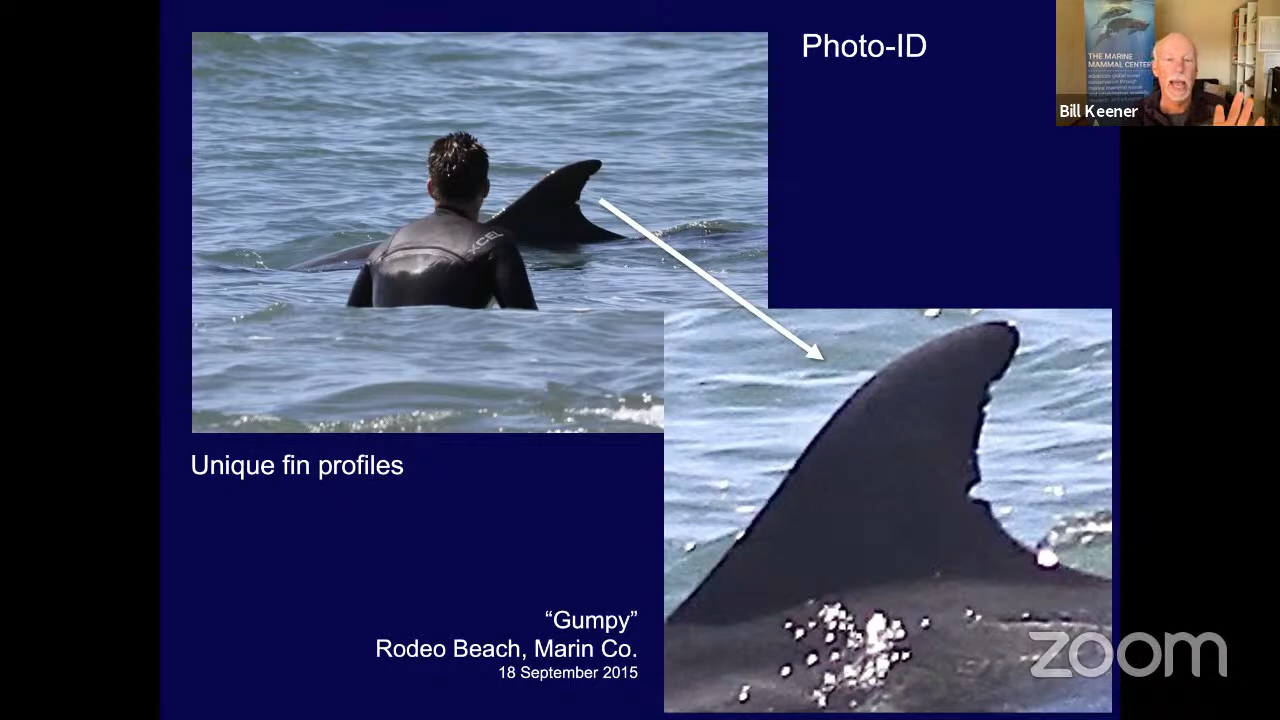 Photo-ID
THE MARINE
MAMMAL CENTER
Bill Keener
XCEL
Unique fin profiles
“Gumpy”
Rodeo Beach, Marin Co.
18 September 2015
zoom